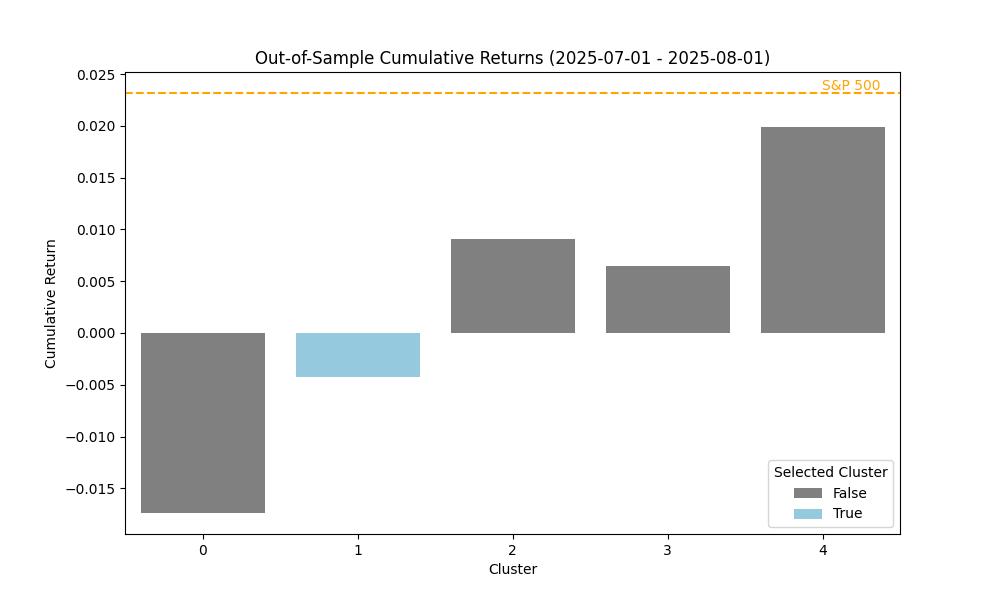 Out-of-Sample Cumulative Returns (2025-07-01 - 2025-08-01)
0.025
S&P 500
0.020
0.015
0.010
0.005
0.000
−0.005
−0.010
−0.015
Cumulative Return
Selected Cluster
False
True
0 1 2 3 4
Cluster